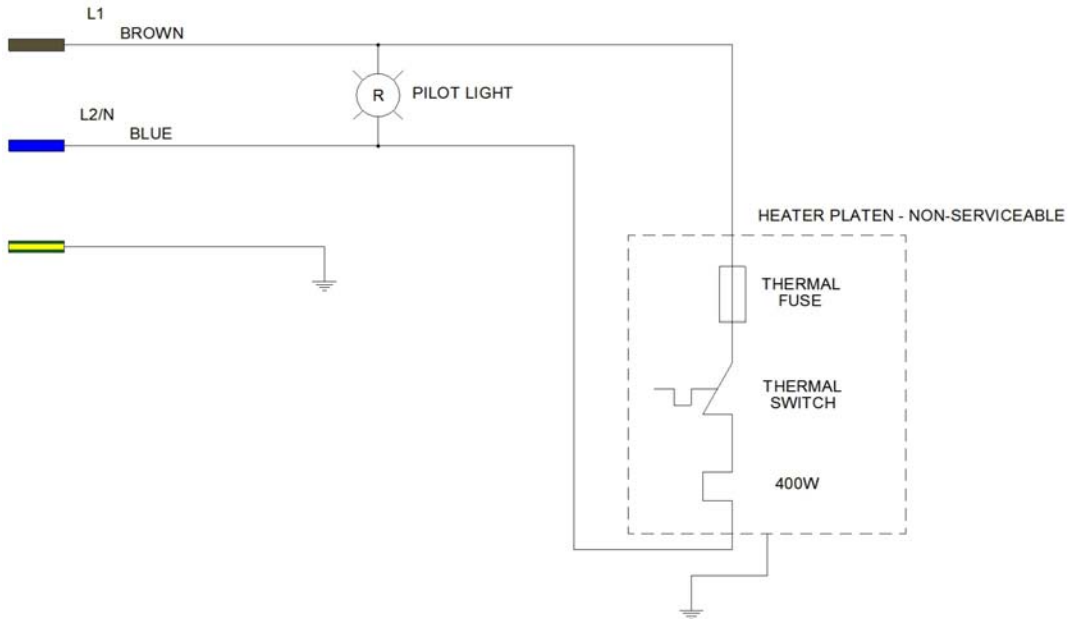 L1
BROWN
R PILOT LIGHT
L2/N
BLUE
HEATER PLATEN - NON-SERVICEABLE
THERMAL
FUSE
THERMAL
SWITCH
400W